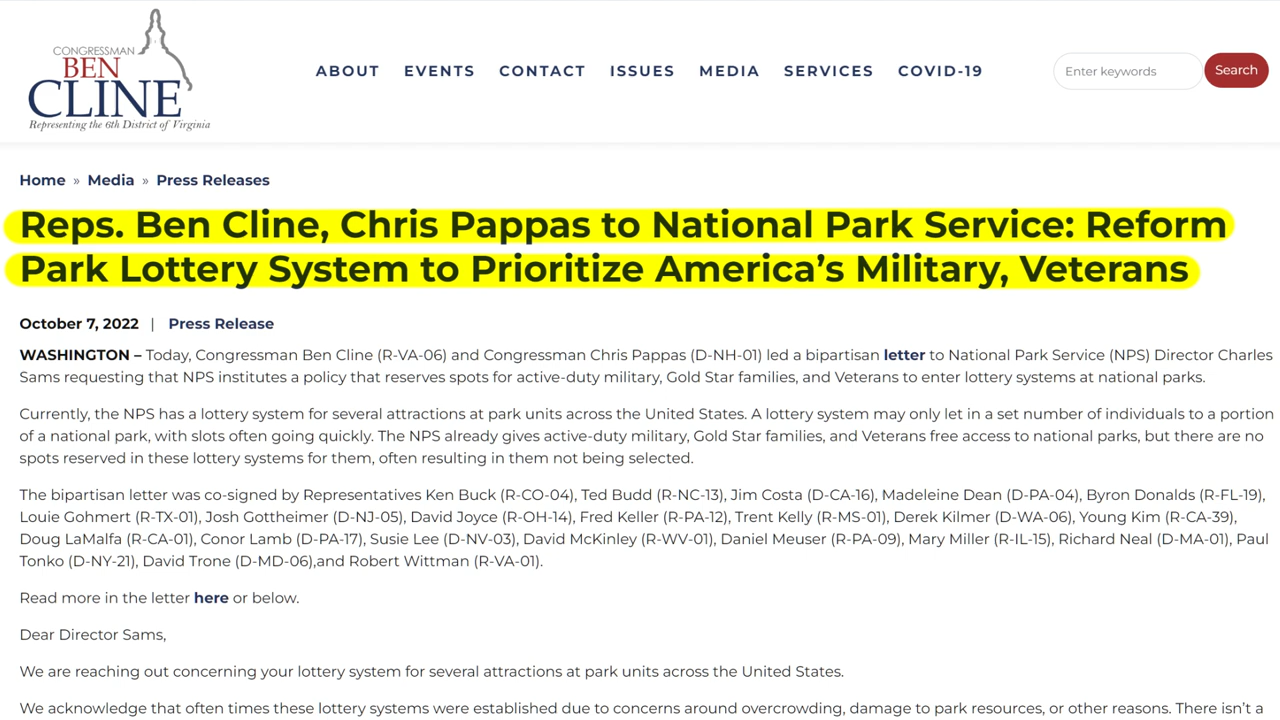 CONGRESSMAN
BEN
CLINE
Representing the 6th District of Virginia
ABOUT EVENTS CONTACT ISSUES MEDIA SERVICES COVID-19
Enter keywords Search
Home » Media » Press Releases
Reps. Ben Cline, Chris Pappas to National Park Service: Reform
Park Lottery System to Prioritize America’s Military, Veterans
October 7, 2022 | Press Release
WASHINGTON – Today, Congressman Ben Cline (R-VA-06) and Congressman Chris Pappas (D-NH-01) led a bipartisan letter to National Park Service (NPS) Director Charles
Sams requesting that NPS institutes a policy that reserves spots for active-duty military, Gold Star families, and Veterans to enter lottery systems at national parks.
Currently, the NPS has a lottery system for several attractions at park units across the United States. A lottery system may only let in a set number of individuals to a portion
of a national park, with slots often going quickly. The NPS already gives active-duty military, Gold Star families, and Veterans free access to national parks, but there are no
spots reserved in these lottery systems for them, often resulting in them not being selected.
The bipartisan letter was co-signed by Representatives Ken Buck (R-CO-04), Ted Budd (R-NC-13), Jim Costa (D-CA-16), Madeleine Dean (D-PA-04), Byron Donalds (R-FL-19),
Louie Gohmert (R-TX-01), Josh Gottheimer (D-NJ-05), David Joyce (R-OH-14), Fred Keller (R-PA-12), Trent Kelly (R-MS-01), Derek Kilmer (D-WA-06), Young Kim (R-CA-39),
Doug LaMalfa (R-CA-01), Conor Lamb (D-PA-17), Susie Lee (D-NV-03), David McKinley (R-WV-01), Daniel Meuser (R-PA-09), Mary Miller (R-IL-15), Richard Neal (D-MA-01), Paul
Tonko (D-NY-21), David Trone (D-MD-06),and Robert Wittman (R-VA-01).
Read more in the letter here or below.
Dear Director Sams,
We are reaching out concerning your lottery system for several attractions at park units across the United States.
We acknowledge that often times these lottery systems were established due to concerns around overcrowding, damage to park resources, or other reasons. There isn’t a